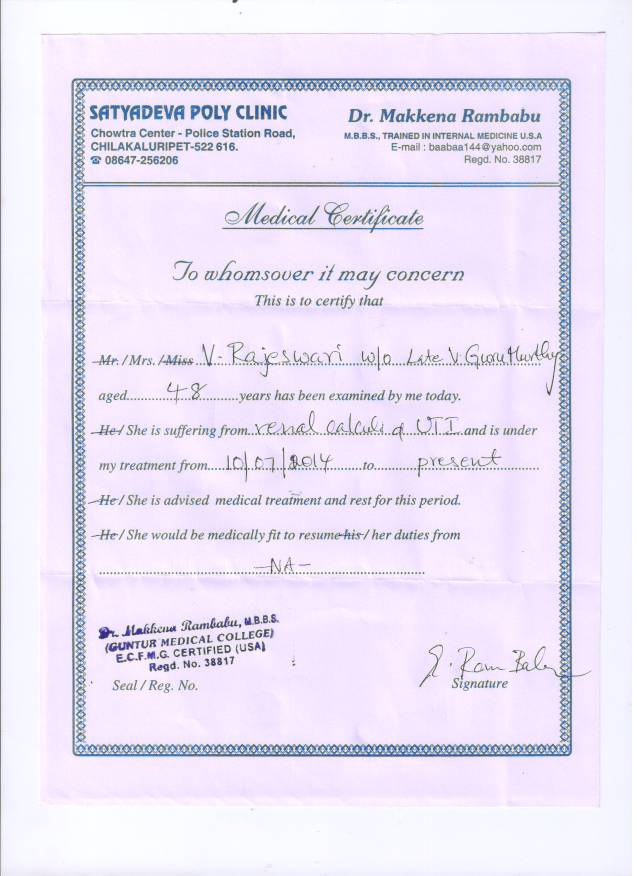 SATYADEVA POLY CLINIC
Chowtra Center - Police Station Road,
CHILAKALURIPET-522 616.
☎ 08647-256206
Dr. Makkena Rambabu
M.B.B.S., TRAINED IN INTERNAL MEDICINE U.S.A
E-mail : baabaa144@yahoo.com
Regd. No. 38817
Medical Certificate
To whomsover it may concern
This is to certify that
Mr. / Mrs. / Miss V. Rajeswari w/o Late V. Guru Murthy
aged 48 years has been examined by me today.
He / She is suffering from renal calculi & UTI and is under
my treatment from 10/07/2014 to present
He / She is advised medical treatment and rest for this period.
He / She would be medically fit to resume his / her duties from
-NA-
Dr. Makkena Rambabu, M.B.B.S.
(GUNTUR MEDICAL COLLEGE)
E.C.F.M.G. CERTIFIED (USA)
Regd. No. 38817
Seal / Reg. No.
Signature